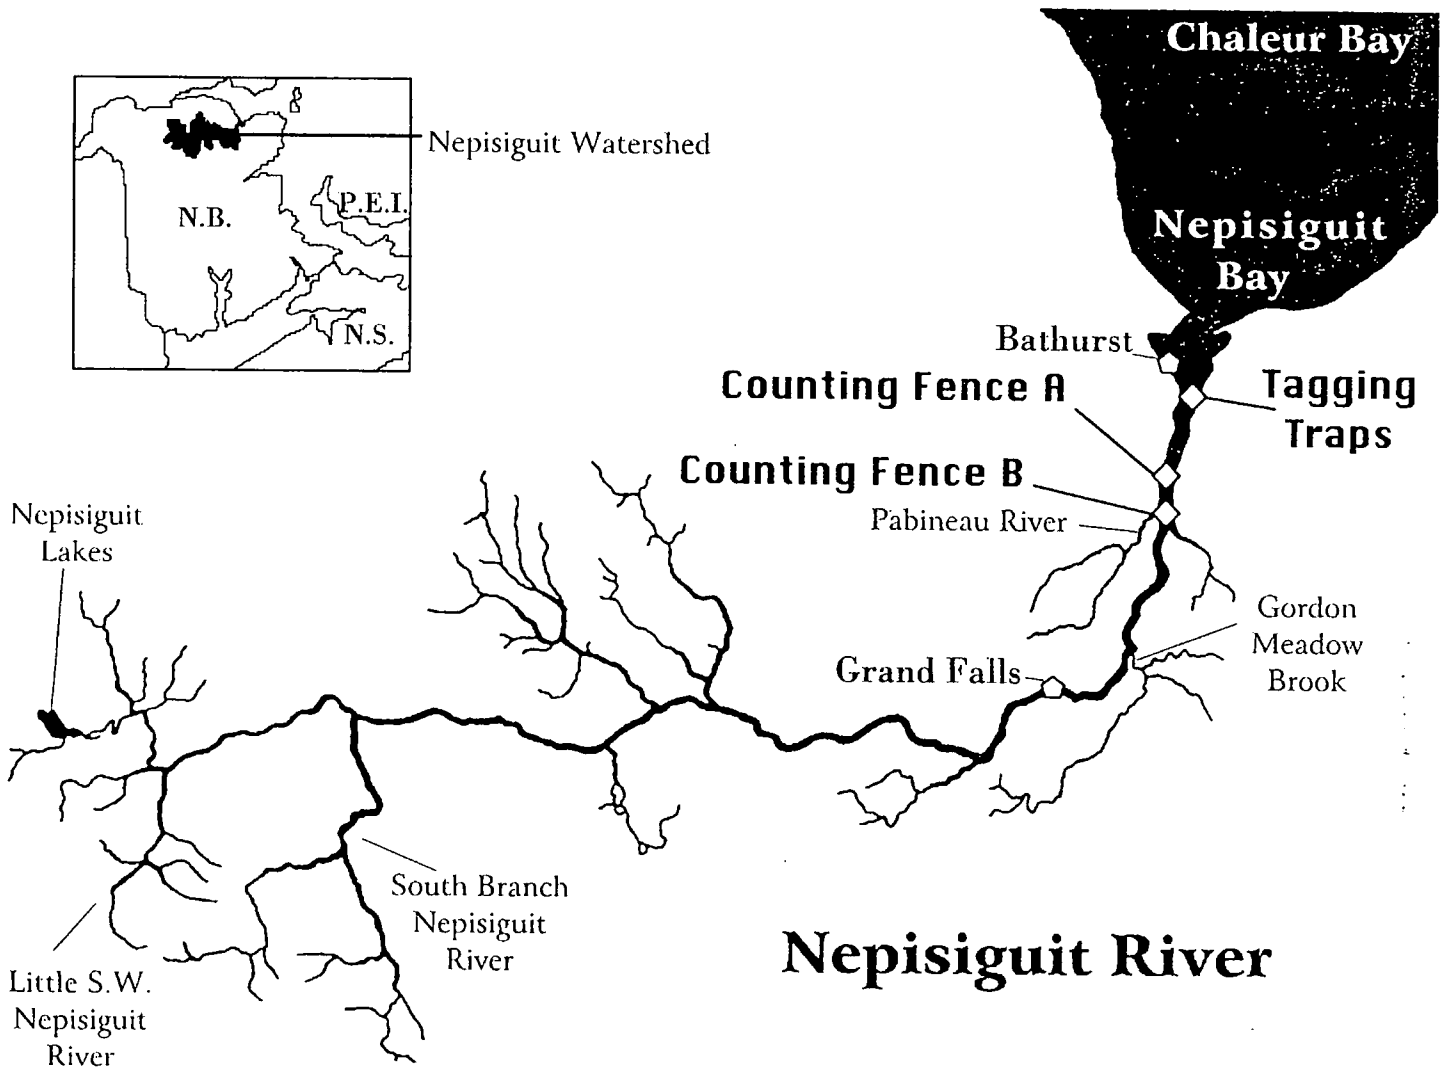 Chaleur Bay
Nepisiguit Watershed
N.B.
P.E.I.
N.S.
Nepisiguit
Bay
Bathurst
Counting Fence A
Tagging
Traps
Counting Fence B
Pabineau River
Nepisiguit
Lakes
Gordon
Meadow
Brook
Grand Falls
South Branch
Nepisiguit
River
Little S.W.
Nepisiguit
River
Nepisiguit River